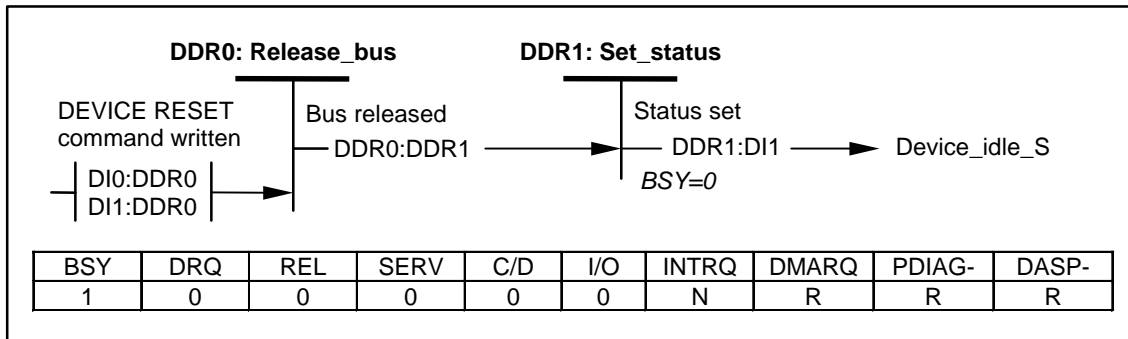 DDR0: Release_bus DDR1: Set_status
DEVICE RESET
command written
Bus released
Status set
DDR0:DDR1
DDR1:DI1
Device_idle_S
DI0:DDR0
DI1:DDR0
BSY=0
BSY DRQ REL SERV C/D I/O INTRQ DMARQ PDIAG- DASP-
1 0 0 0 0 0 N R R R